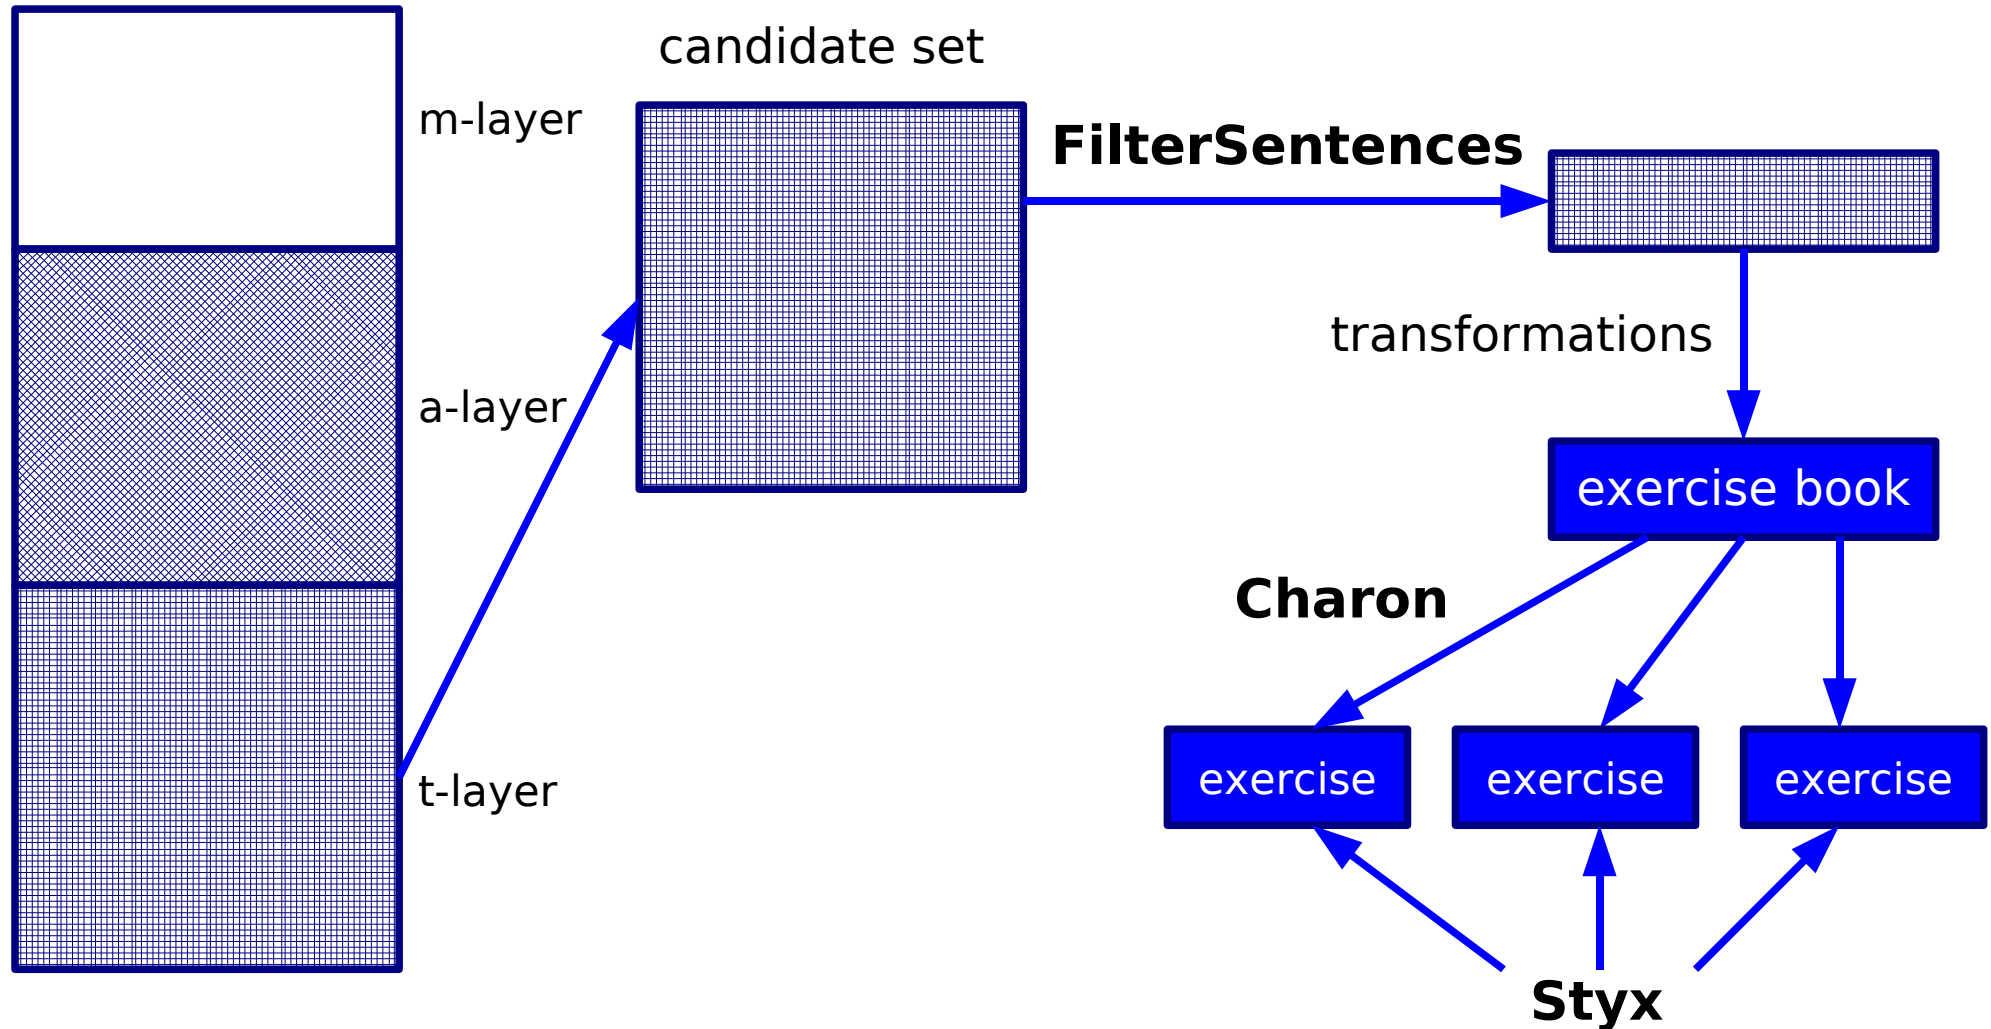 candidate set
m-layer
FilterSentences
transformations
a-layer
exercise book
Charon
t-layer
exercise
exercise
exercise
Styx